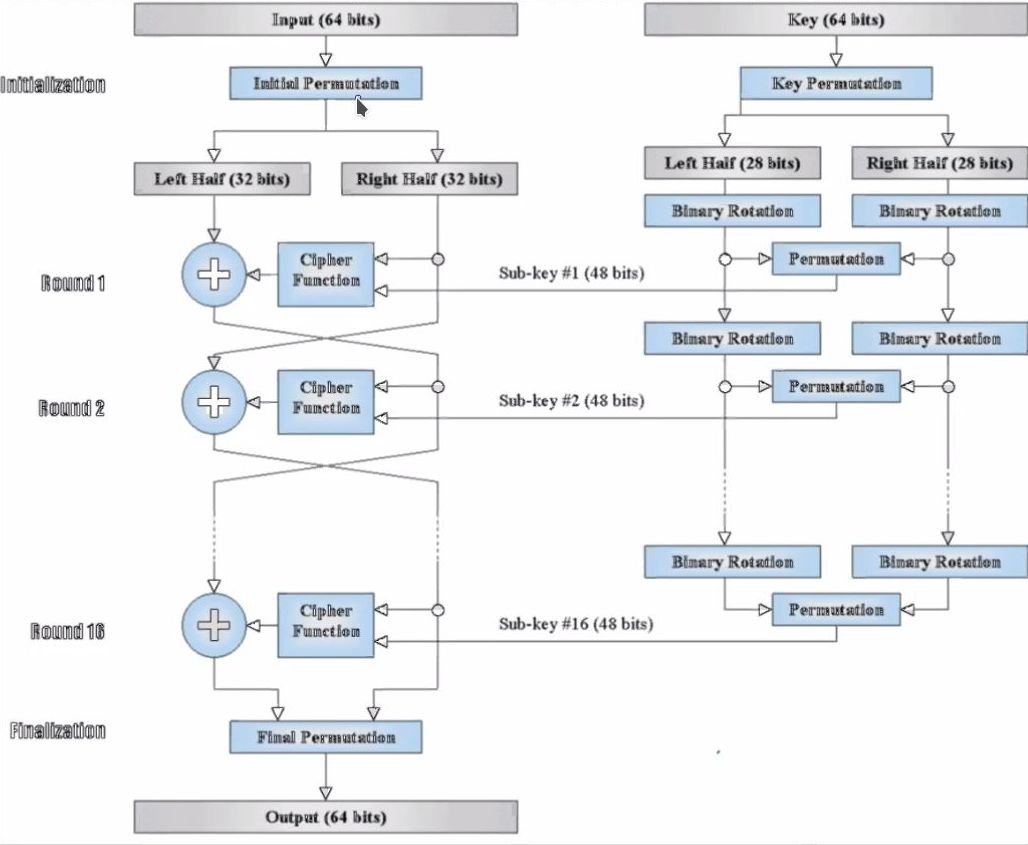 Input (64 bits)
Key (64 bits)
Initialization
Initial Permutation
Key Permutation
Left Half (32 bits)
Right Half (32 bits)
Left Half (28 bits)
Right Half (28 bits)
Binary Rotation
Binary Rotation
Round 1
Cipher
Function
Sub-key #1 (48 bits)
Permutation
Binary Rotation
Binary Rotation
Round 2
Cipher
Function
Sub-key #2 (48 bits)
Permutation
Binary Rotation
Binary Rotation
Round 16
Cipher
Function
Sub-key #16 (48 bits)
Permutation
Finalization
Final Permutation
Output (64 bits)